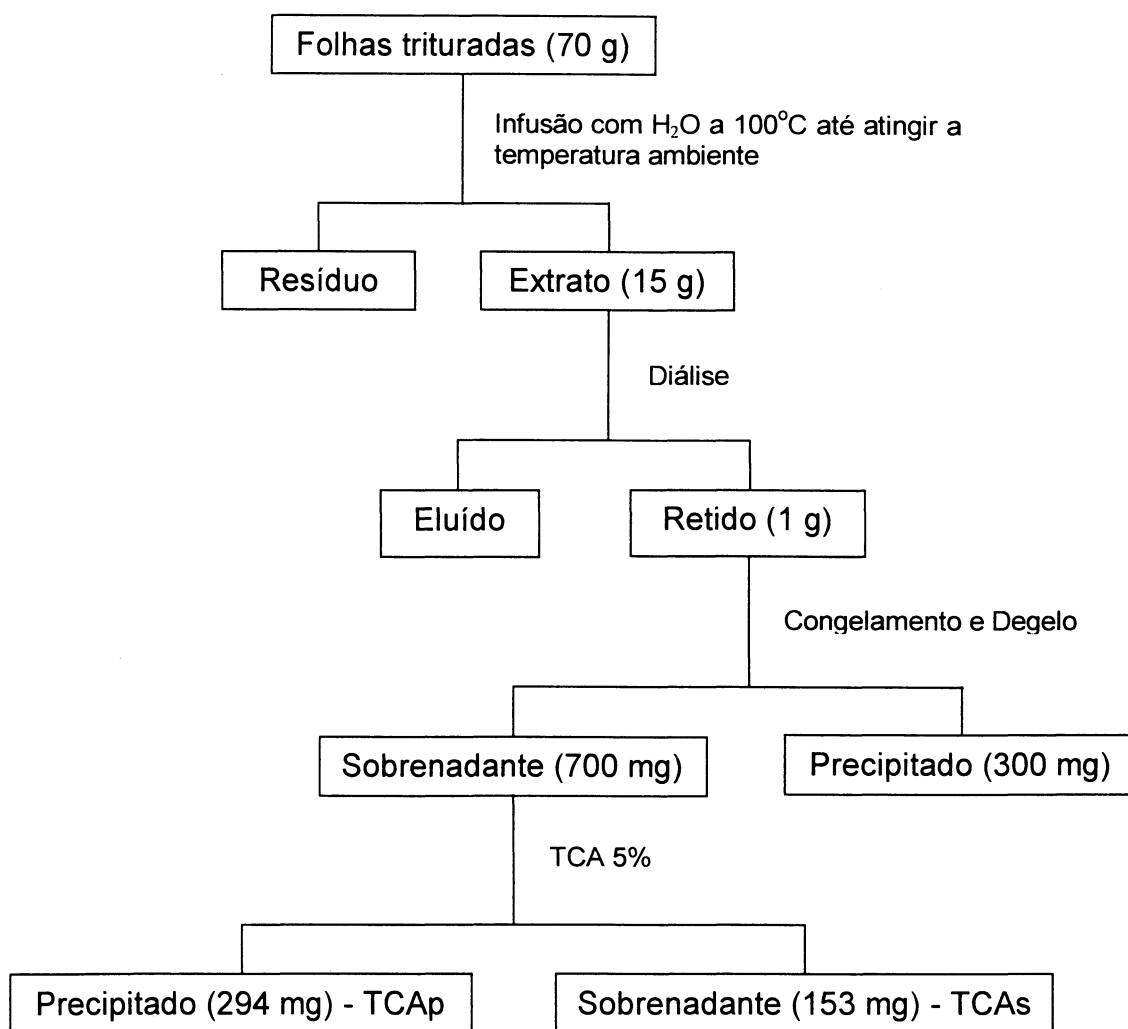 Folhas trituradas (70 g)
Infusão com H₂O a 100°C até atingir a
temperatura ambiente
Resíduo
Extrato (15 g)
Diálise
Eluído
Retido (1 g)
Congelamento e Degelo
Sobrenadante (700 mg)
Precipitado (300 mg)
TCA 5%
Precipitado (294 mg) - TCAp
Sobrenadante (153 mg) - TCAs